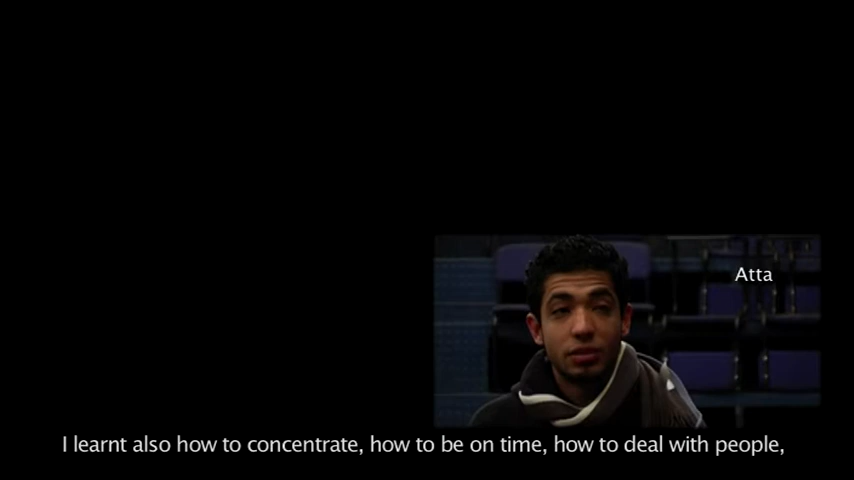 Atta
I learnt also how to concentrate, how to be on time, how to deal with people,